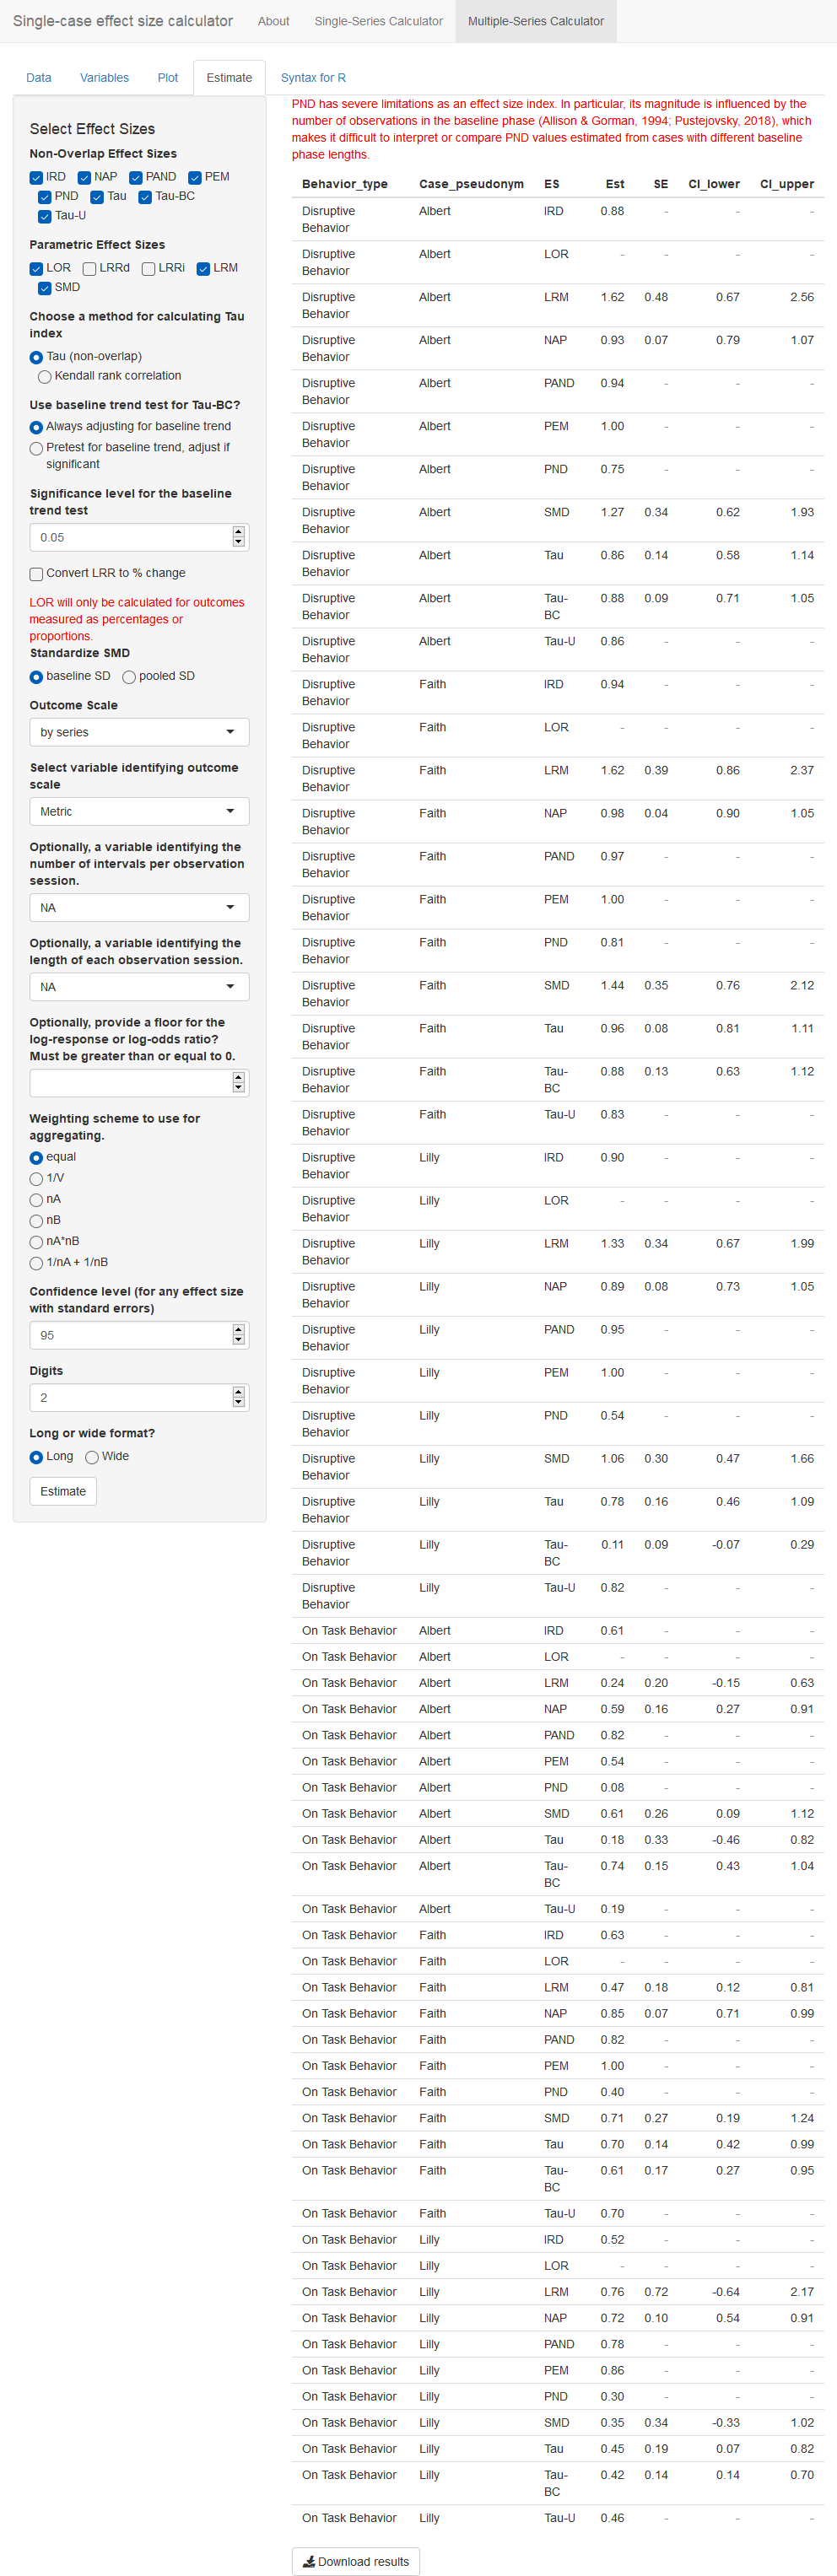 Single-case effect size calculator About Single-Series Calculator Multiple-Series Calculator
Data Variables Plot Estimate Syntax for R
Select Effect Sizes
Non-Overlap Effect Sizes
IRD NAP PAND PEM
PND Tau Tau-BC
Tau-U
Parametric Effect Sizes
LOR LRRd LRRi LRM
SMD
Choose a method for calculating Tau
index
Tau (non-overlap)
Kendall rank correlation
Use baseline trend test for Tau-BC?
Always adjusting for baseline trend
Pretest for baseline trend, adjust if
significant
Significance level for the baseline
trend test
0.05
Convert LRR to % change
LOR will only be calculated for outcomes
measured as percentages or
proportions.
Standardize SMD
baseline SD pooled SD
Outcome Scale
by series
Select variable identifying outcome
scale
Metric
Optionally, a variable identifying the
number of intervals per observation
session.
NA
Optionally, a variable identifying the
length of each observation session.
NA
Optionally, provide a floor for the
log-response or log-odds ratio?
Must be greater than or equal to 0.
Weighting scheme to use for
aggregating.
equal
1/V
nA
nB
nA*nB
1/nA + 1/nB
Confidence level (for any effect size
with standard errors)
95
Digits
2
Long or wide format?
Long Wide
Estimate
PND has severe limitations as an effect size index. In particular, its magnitude is influenced by the
number of observations in the baseline phase (Allison & Gorman, 1994; Pustejovsky, 2018), which
makes it difficult to interpret or compare PND values estimated from cases with different baseline
phase lengths.
Behavior_type Case_pseudonym ES Est SE CI_lower CI_upper
Disruptive Albert IRD 0.88 - - -
Behavior
Disruptive Albert LOR - - - -
Behavior
Disruptive Albert LRM 1.62 0.48 0.67 2.56
Behavior
Disruptive Albert NAP 0.93 0.07 0.79 1.07
Behavior
Disruptive Albert PAND 0.94 - - -
Behavior
Disruptive Albert PEM 1.00 - - -
Behavior
Disruptive Albert PND 0.75 - - -
Behavior
Disruptive Albert SMD 1.27 0.34 0.62 1.93
Behavior
Disruptive Albert Tau 0.86 0.14 0.58 1.14
Behavior
Disruptive Albert Tau- 0.88 0.09 0.71 1.05
Behavior BC
Disruptive Albert Tau-U 0.86 - - -
Behavior
Disruptive Faith IRD 0.94 - - -
Behavior
Disruptive Faith LOR - - - -
Behavior
Disruptive Faith LRM 1.62 0.39 0.86 2.37
Behavior
Disruptive Faith NAP 0.98 0.04 0.90 1.05
Behavior
Disruptive Faith PAND 0.97 - - -
Behavior
Disruptive Faith PEM 1.00 - - -
Behavior
Disruptive Faith PND 0.81 - - -
Behavior
Disruptive Faith SMD 1.44 0.35 0.76 2.12
Behavior
Disruptive Faith Tau 0.96 0.08 0.81 1.11
Behavior
Disruptive Faith Tau- 0.88 0.13 0.63 1.12
Behavior BC
Disruptive Faith Tau-U 0.83 - - -
Behavior
Disruptive Lilly IRD 0.90 - - -
Behavior
Disruptive Lilly LOR - - - -
Behavior
Disruptive Lilly LRM 1.33 0.34 0.67 1.99
Behavior
Disruptive Lilly NAP 0.89 0.08 0.73 1.05
Behavior
Disruptive Lilly PAND 0.95 - - -
Behavior
Disruptive Lilly PEM 1.00 - - -
Behavior
Disruptive Lilly PND 0.54 - - -
Behavior
Disruptive Lilly SMD 1.06 0.30 0.47 1.66
Behavior
Disruptive Lilly Tau 0.78 0.16 0.46 1.09
Behavior
Disruptive Lilly Tau- 0.11 0.09 -0.07 0.29
Behavior BC
Disruptive Lilly Tau-U 0.82 - - -
Behavior
On Task Behavior Albert IRD 0.61 - - -
On Task Behavior Albert LOR - - - -
On Task Behavior Albert LRM 0.24 0.20 -0.15 0.63
On Task Behavior Albert NAP 0.59 0.16 0.27 0.91
On Task Behavior Albert PAND 0.82 - - -
On Task Behavior Albert PEM 0.54 - - -
On Task Behavior Albert PND 0.08 - - -
On Task Behavior Albert SMD 0.61 0.26 0.09 1.12
On Task Behavior Albert Tau 0.18 0.33 -0.46 0.82
On Task Behavior Albert Tau- 0.74 0.15 0.43 1.04
BC
On Task Behavior Albert Tau-U 0.19 - - -
On Task Behavior Faith IRD 0.63 - - -
On Task Behavior Faith LOR - - - -
On Task Behavior Faith LRM 0.47 0.18 0.12 0.81
On Task Behavior Faith NAP 0.85 0.07 0.71 0.99
On Task Behavior Faith PAND 0.82 - - -
On Task Behavior Faith PEM 1.00 - - -
On Task Behavior Faith PND 0.40 - - -
On Task Behavior Faith SMD 0.71 0.27 0.19 1.24
On Task Behavior Faith Tau 0.70 0.14 0.42 0.99
On Task Behavior Faith Tau- 0.61 0.17 0.27 0.95
BC
On Task Behavior Faith Tau-U 0.70 - - -
On Task Behavior Lilly IRD 0.52 - - -
On Task Behavior Lilly LOR - - - -
On Task Behavior Lilly LRM 0.76 0.72 -0.64 2.17
On Task Behavior Lilly NAP 0.72 0.10 0.54 0.91
On Task Behavior Lilly PAND 0.78 - - -
On Task Behavior Lilly PEM 0.86 - - -
On Task Behavior Lilly PND 0.30 - - -
On Task Behavior Lilly SMD 0.35 0.34 -0.33 1.02
On Task Behavior Lilly Tau 0.45 0.19 0.07 0.82
On Task Behavior Lilly Tau- 0.42 0.14 0.14 0.70
BC
On Task Behavior Lilly Tau-U 0.46 - - -
Download results